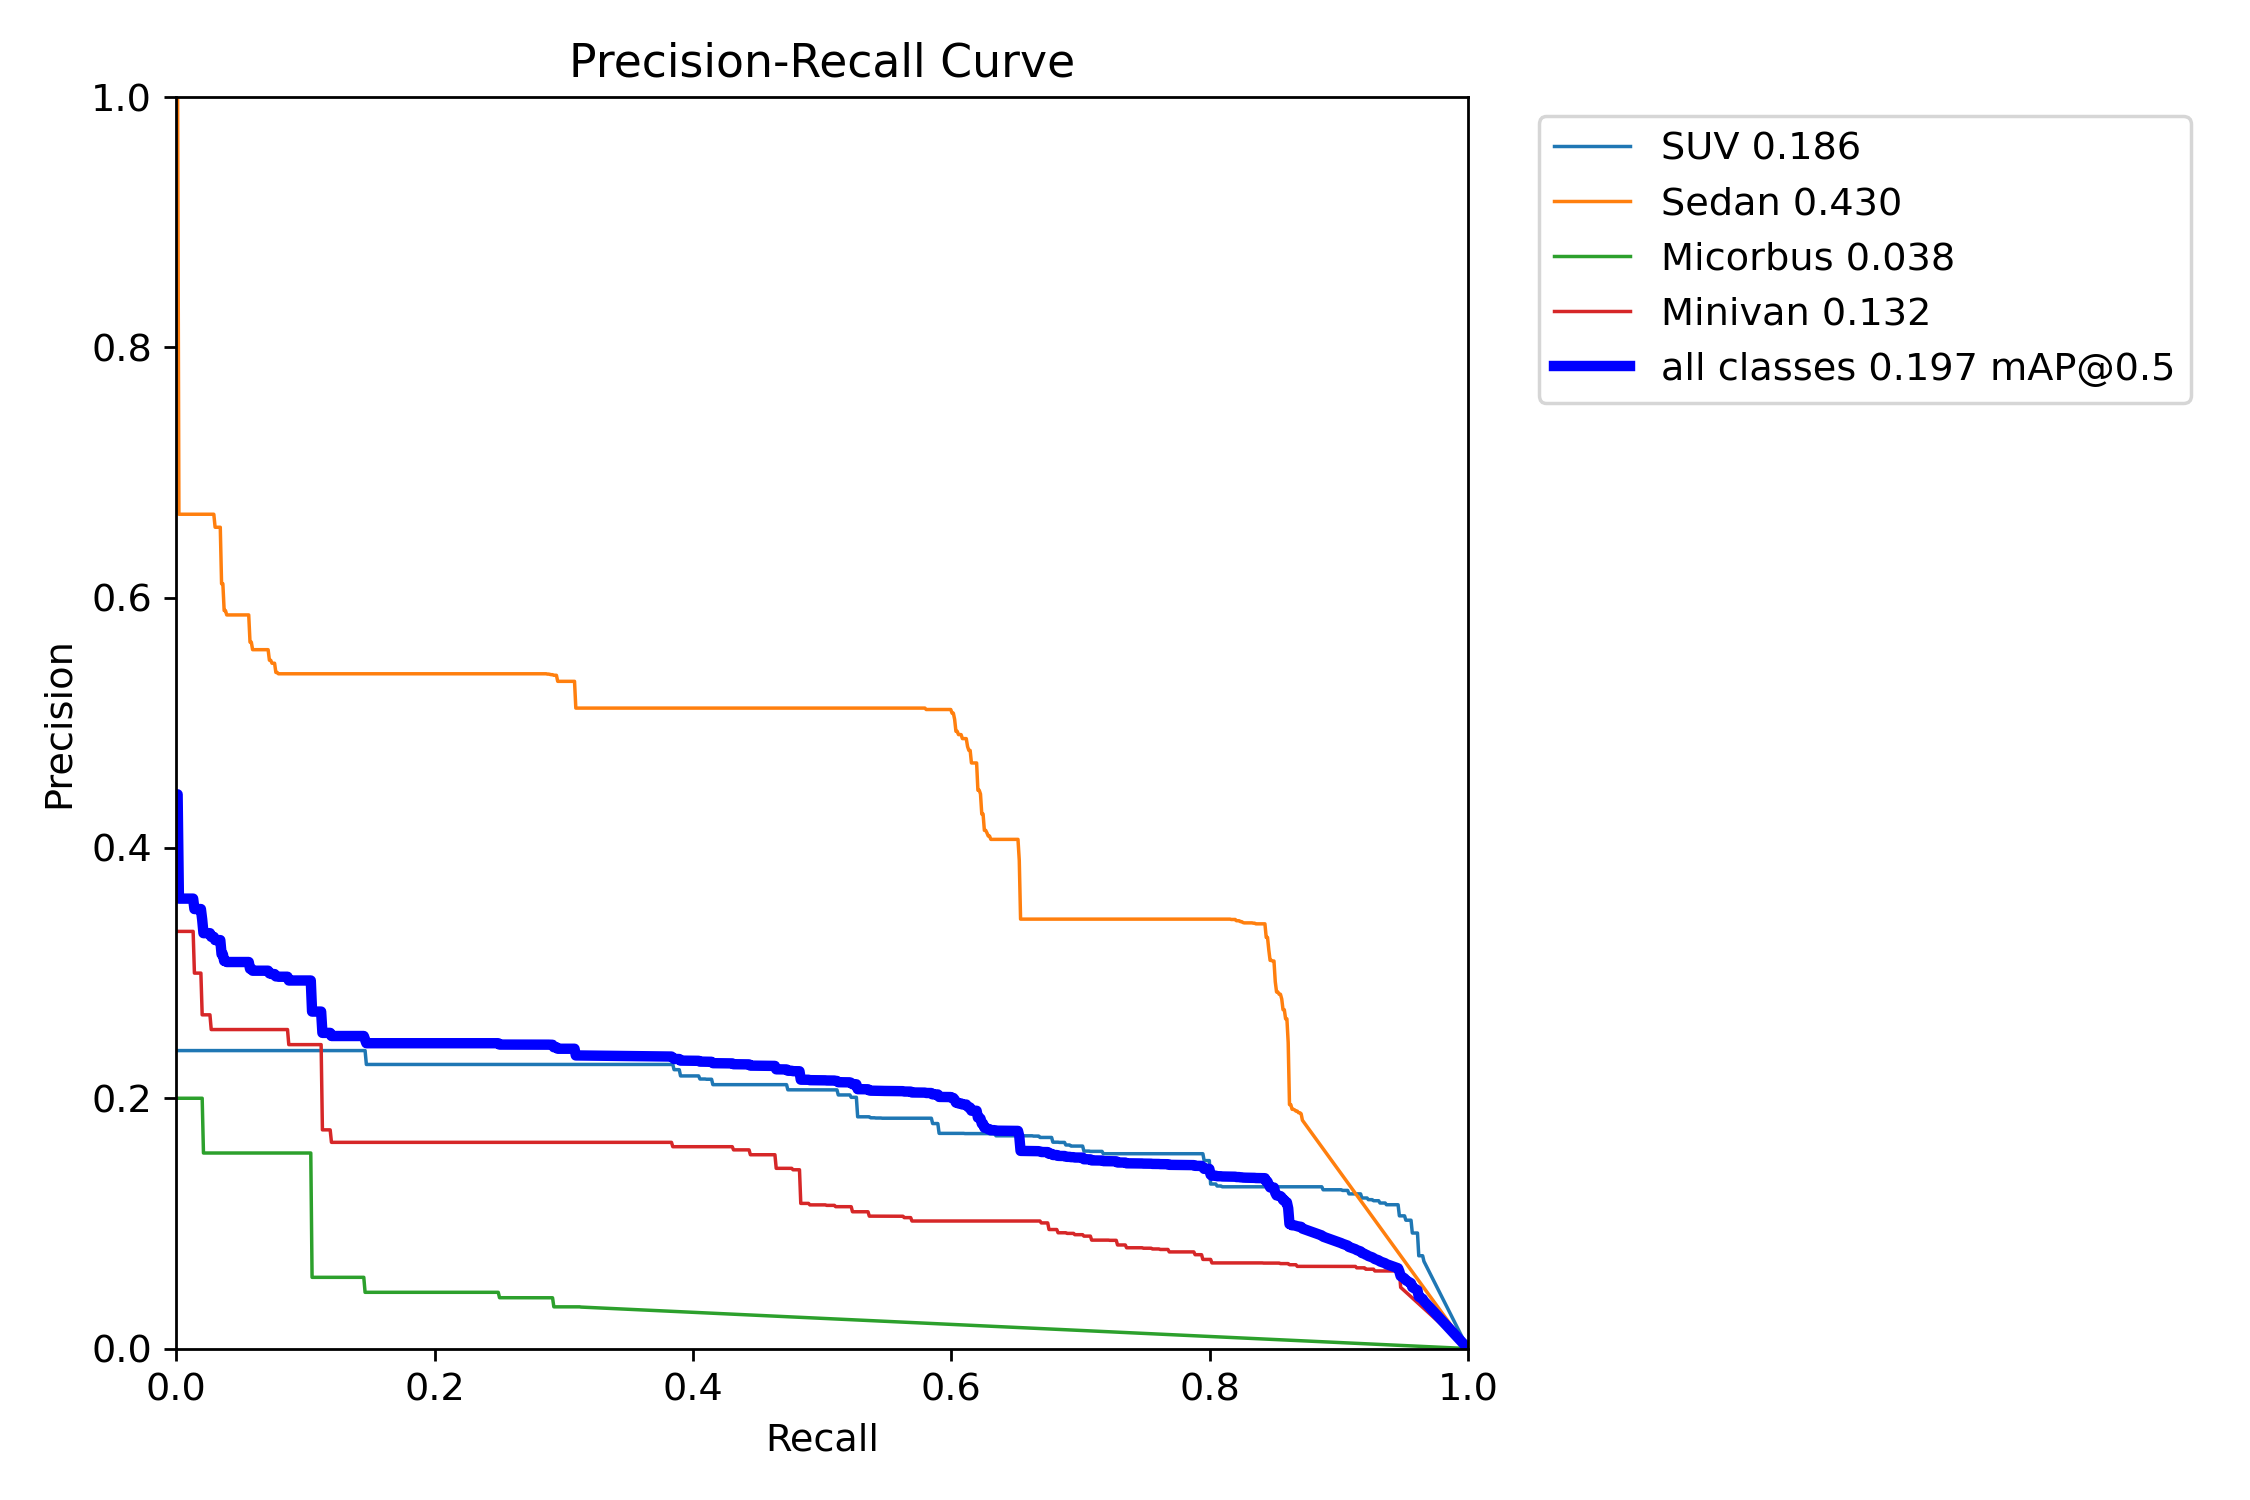 Precision-Recall Curve
1.0
0.8
0.6
0.4
0.2
0.0
Precision
0.0 0.2 0.4 0.6 0.8 1.0
Recall
SUV 0.186
Sedan 0.430
Micorbus 0.038
Minivan 0.132
all classes 0.197 mAP@0.5